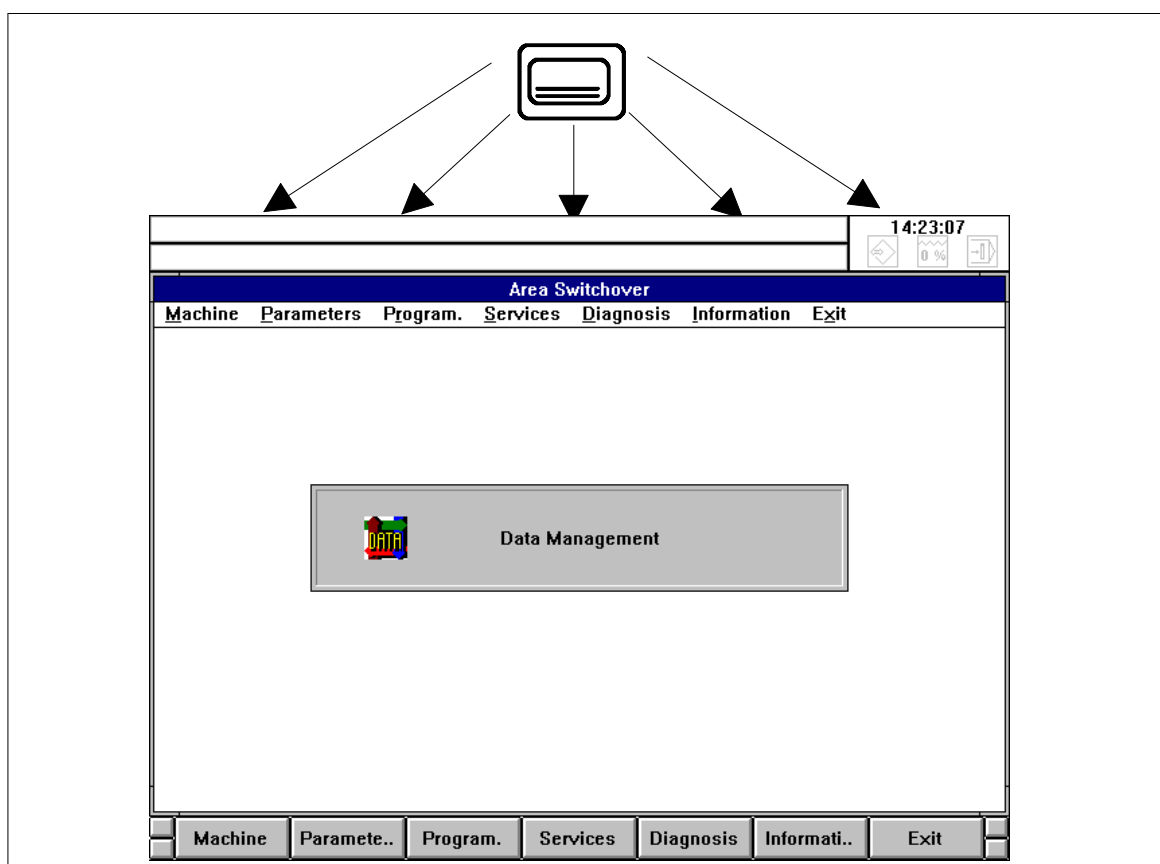 14:23:07
0 %
Area Switchover
Machine Parameters Program. Services Diagnosis Information Exit
DATA Data Management
Machine Paramete.. Program. Services Diagnosis Informati.. Exit